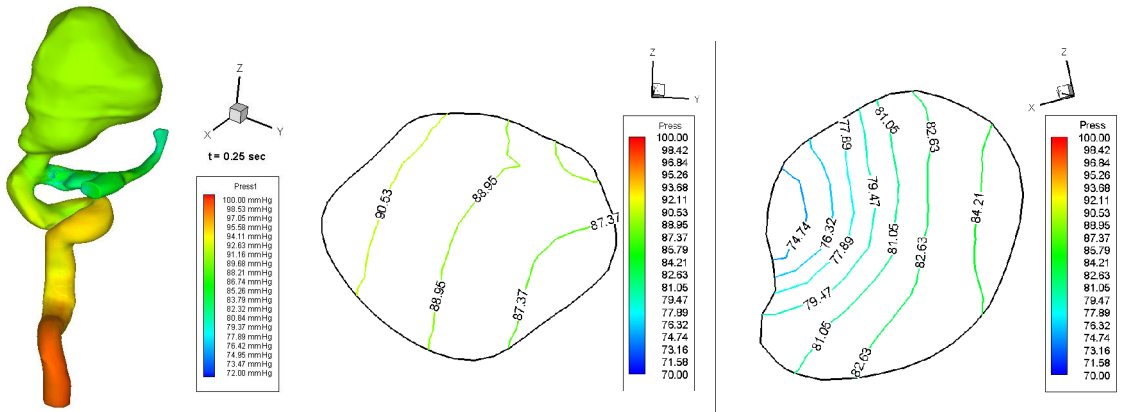 Z
X
Y
t = 0.25 sec
Press1
100.00 mmHg
98.53 mmHg
97.05 mmHg
95.58 mmHg
94.11 mmHg
92.63 mmHg
91.16 mmHg
89.68 mmHg
88.21 mmHg
86.74 mmHg
85.26 mmHg
83.79 mmHg
82.32 mmHg
80.84 mmHg
79.37 mmHg
77.89 mmHg
76.42 mmHg
74.95 mmHg
73.47 mmHg
72.00 mmHg
90.53
88.95
88.95
87.37
87.37
Z
Y
Press
100.00
98.42
96.84
95.26
93.68
92.11
90.53
88.95
87.37
85.79
84.21
82.63
81.05
79.47
77.89
76.32
74.74
73.16
71.58
70.00
77.89
81.05
82.63
79.47
84.21
74.74
76.32
77.89
81.05
82.63
79.47
81.05
82.63
Z
X
Press
100.00
98.42
96.84
95.26
93.68
92.11
90.53
88.95
87.37
85.79
84.21
82.63
81.05
79.47
77.89
76.32
74.74
73.16
71.58
70.00